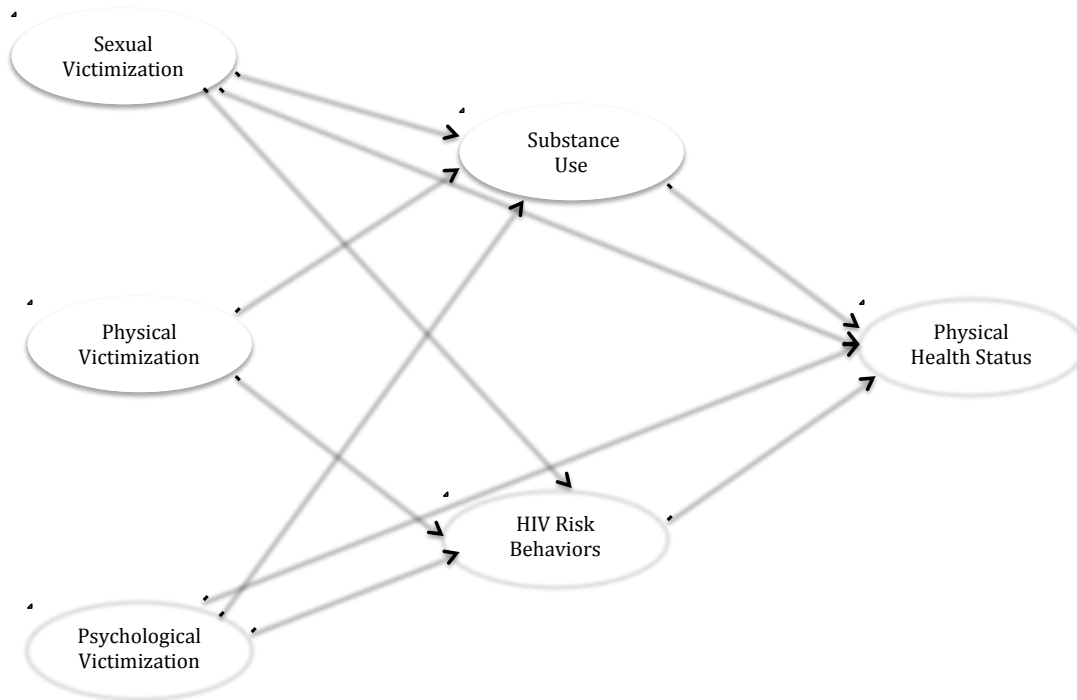 Sexual
Victimization
Substance
Use
Physical
Victimization
Physical
Health Status
HIV Risk
Behaviors
Psychological
Victimization